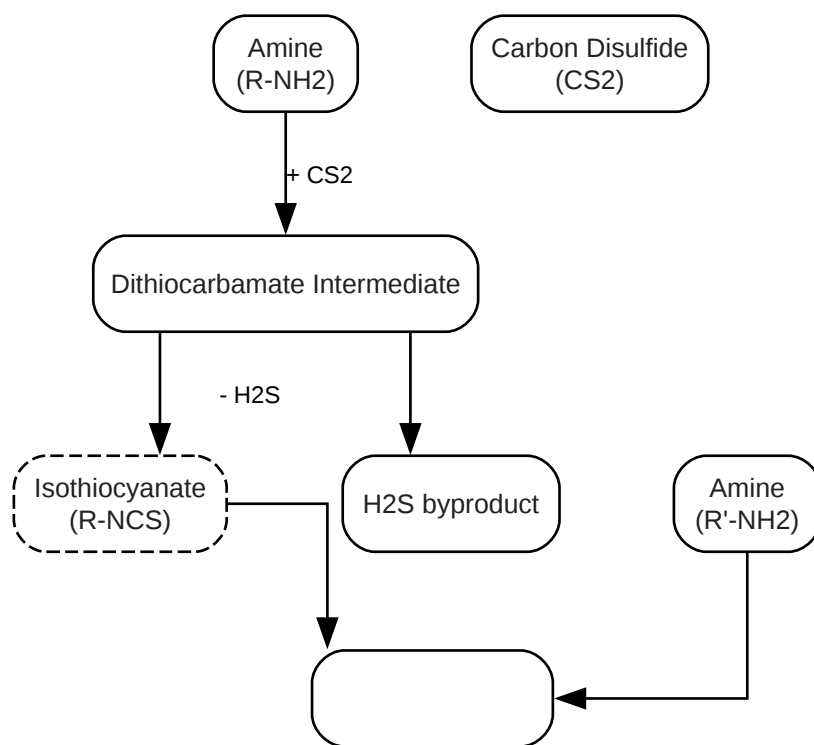 Amine
(R-NH2)
Carbon Disulfide
(CS2)
+ CS2
Dithiocarbamate Intermediate
- H2S
Isothiocyanate
(R-NCS)
H2S byproduct
Amine
(R'-NH2)